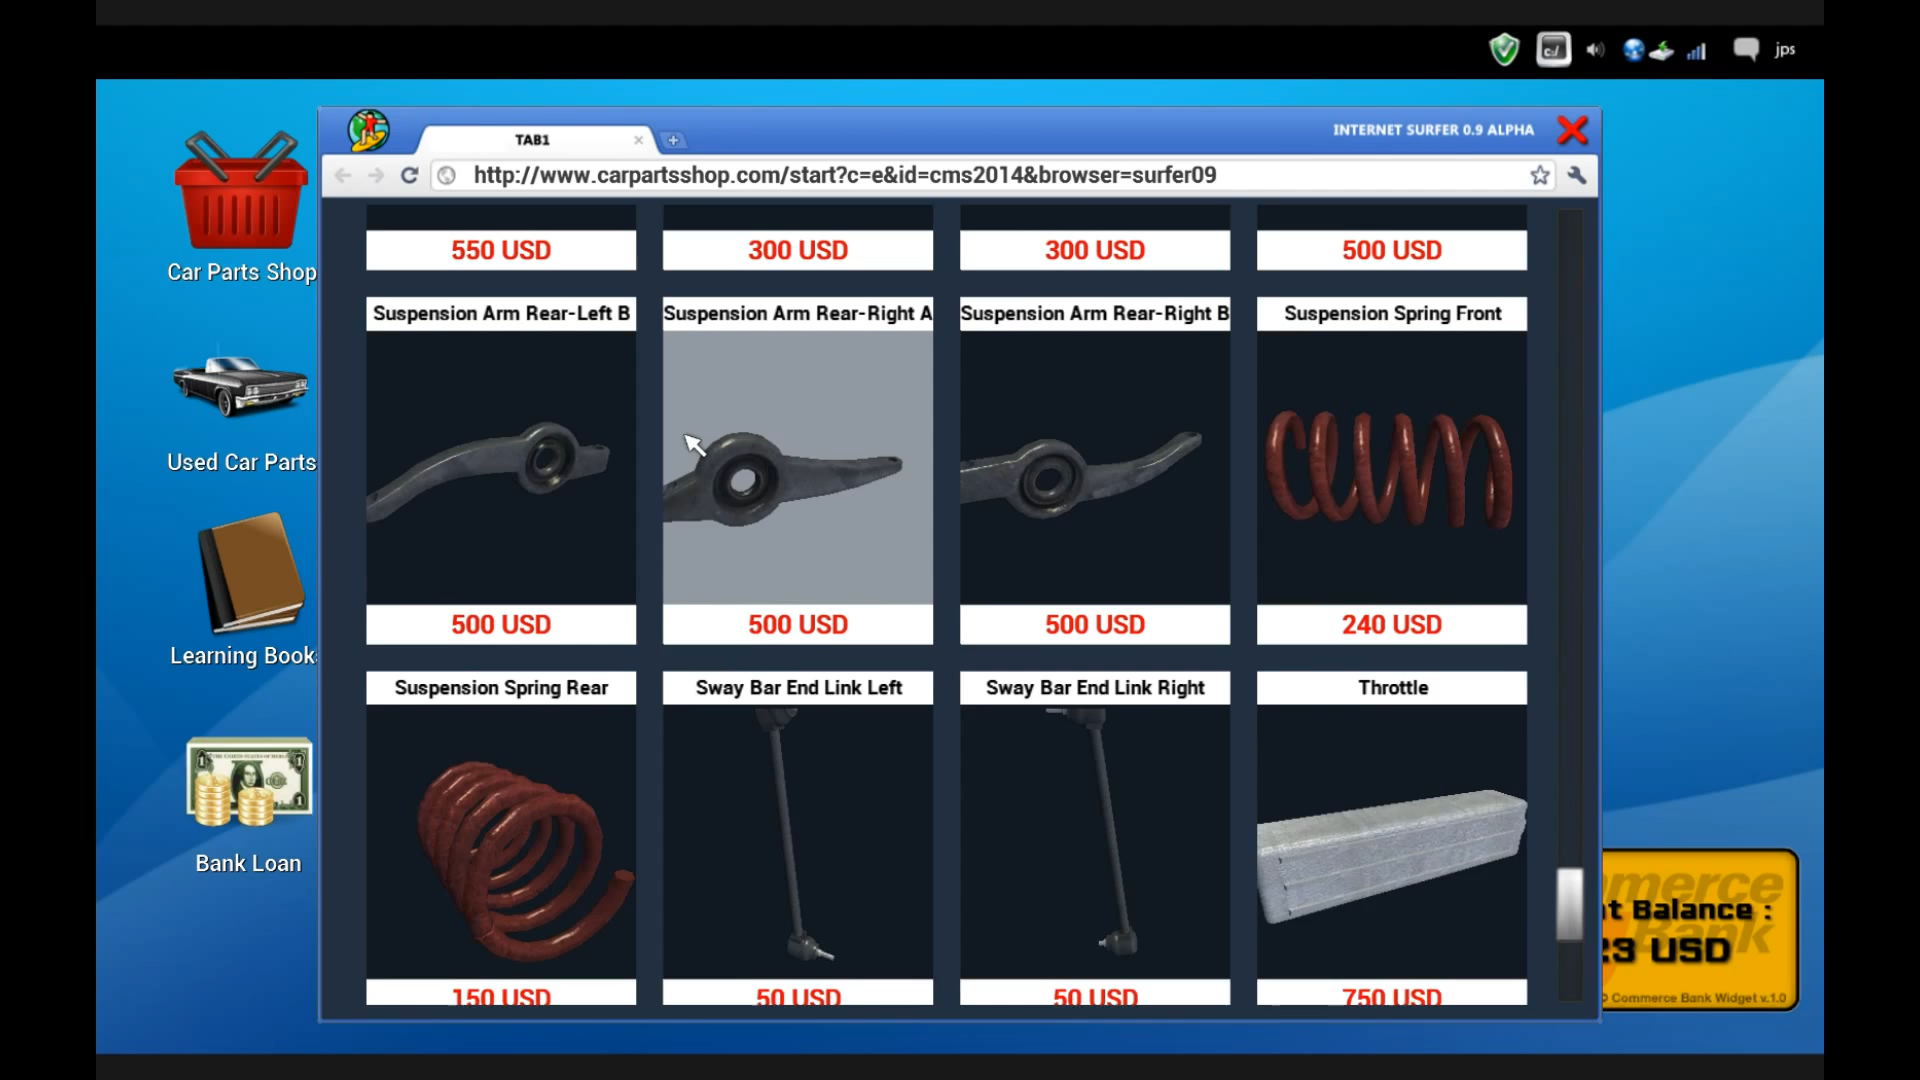 jps
TAB1
INTERNET SURFER 0.9 ALPHA
http://www.carpartsshop.com/start?c=e&id=cms2014&browser=surfer09
Car Parts Shop
Used Car Parts
Learning Book
Bank Loan
550 USD
300 USD
300 USD
500 USD
Suspension Arm Rear-Left B
Suspension Arm Rear-Right A
Suspension Arm Rear-Right B
Suspension Spring Front
500 USD
500 USD
500 USD
240 USD
Suspension Spring Rear
Sway Bar End Link Left
Sway Bar End Link Right
Throttle
150 USD
50 USD
50 USD
750 USD
Balance :
23 USD
Bank
© Commerce Bank Widget v.1.0